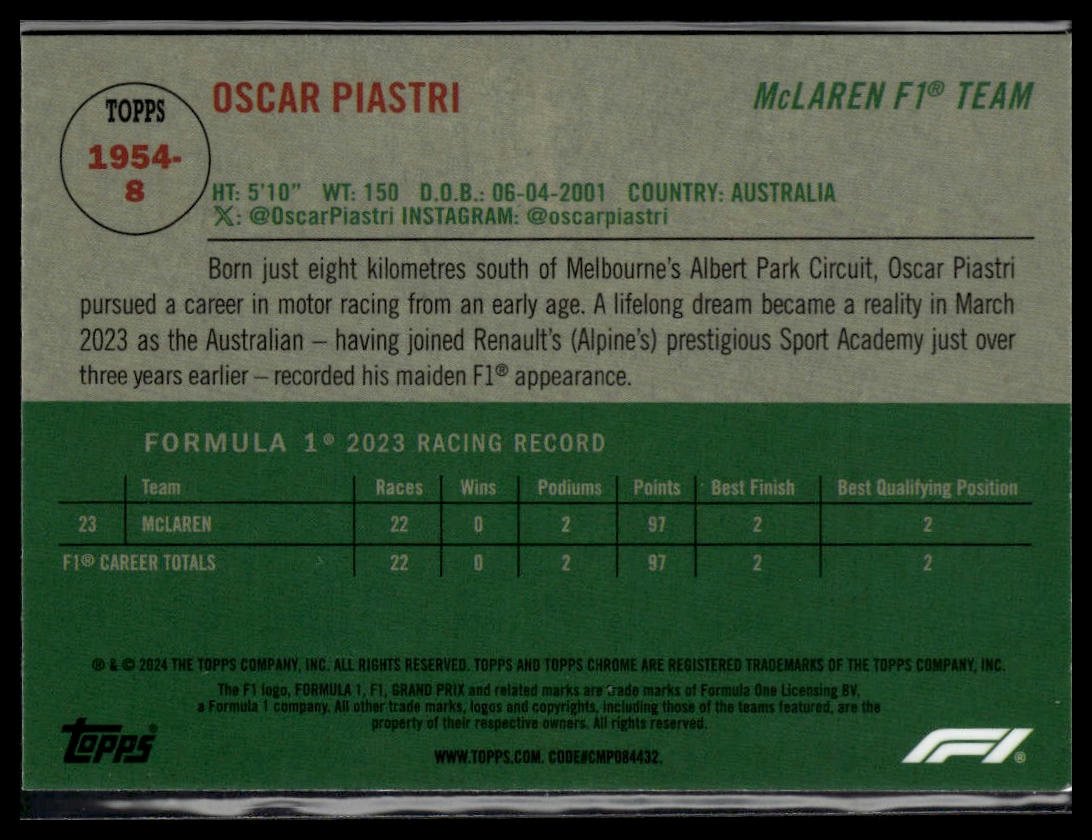 TOPPS
1954-
8
OSCAR PIASTRI
McLAREN F1® TEAM
HT: 5'10" WT: 150 D.O.B.: 06-04-2001 COUNTRY: AUSTRALIA
X: @OscarPiastri INSTAGRAM: @oscarpiastri
Born just eight kilometres south of Melbourne's Albert Park Circuit, Oscar Piastri
pursued a career in motor racing from an early age. A lifelong dream became a reality in March
2023 as the Australian – having joined Renault's (Alpine's) prestigious Sport Academy just over
three years earlier – recorded his maiden F1® appearance.
FORMULA 1® 2023 RACING RECORD
Team Races Wins Podiums Points Best Finish Best Qualifying Position
23 McLAREN 22 0 2 97 2 2
F1® CAREER TOTALS 22 0 2 97 2 2
® & © 2024 THE TOPPS COMPANY, INC. ALL RIGHTS RESERVED. TOPPS AND TOPPS CHROME ARE REGISTERED TRADEMARKS OF THE TOPPS COMPANY, INC.
The F1 logo, FORMULA 1, F1, GRAND PRIX and related marks are trade marks of Formula One Licensing BV,
a Formula 1 company. All other trade marks, logos and copyrights, including those of the teams featured, are the
property of their respective owners. All rights reserved.
Topps®
WWW.TOPPS.COM. CODE#CMP084432.
F1®